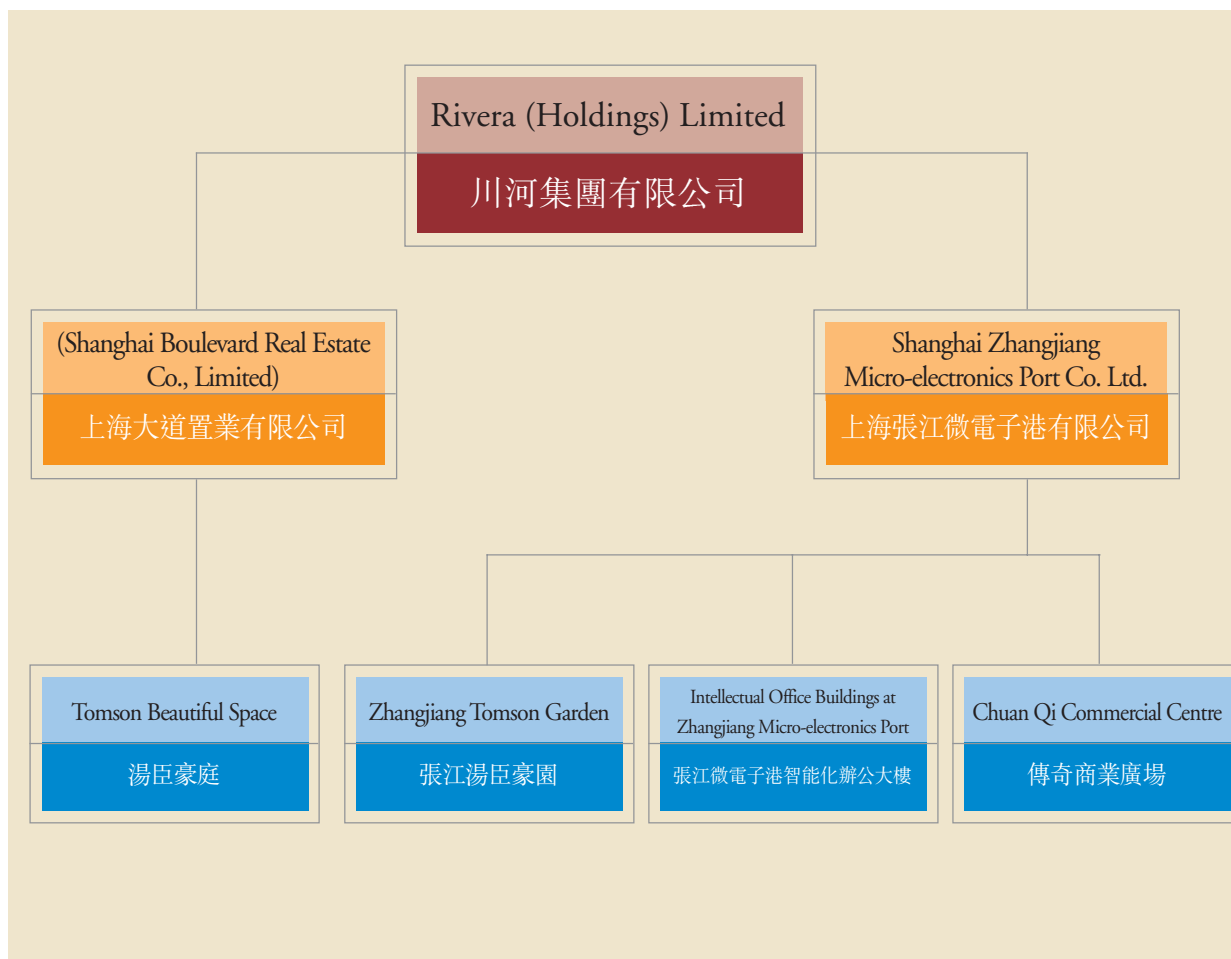 Rivera (Holdings) Limited
川河集團有限公司
(Shanghai Boulevard Real Estate
Co., Limited)
上海大道置業有限公司
Shanghai Zhangjiang
Micro-electronics Port Co. Ltd.
上海張江微電子港有限公司
Tomson Beautiful Space
湯臣豪庭
Zhangjiang Tomson Garden
張江湯臣豪園
Intellectual Office Buildings at
Zhangjiang Micro-electronics Port
張江微電子港智能化辦公大樓
Chuan Qi Commercial Centre
傳奇商業廣場